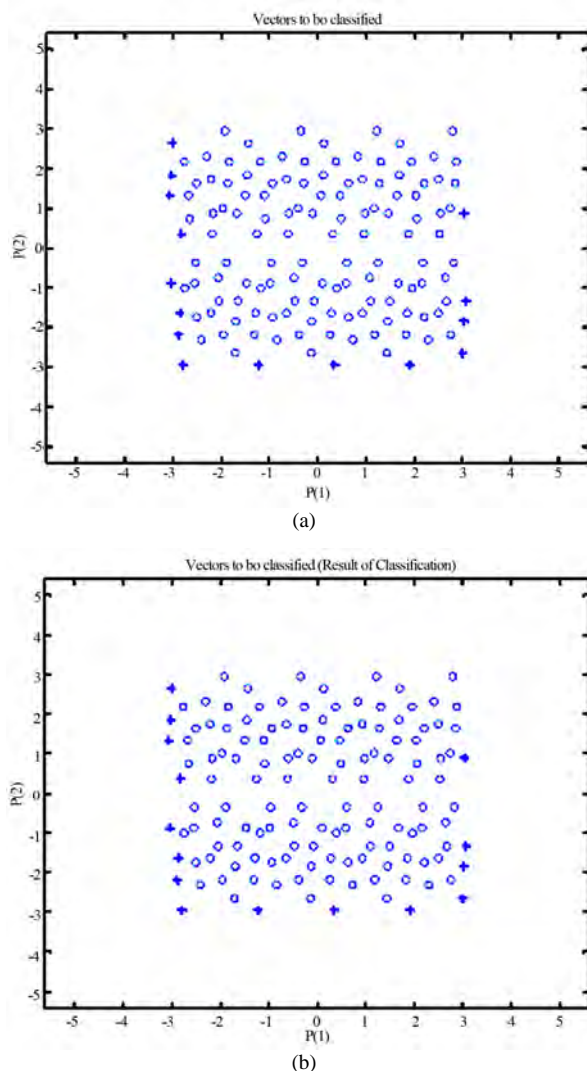 Vectors to bo classified
5
4
3
2
1
0
-1
-2
-3
-4
-5
P(2)
-5 -4 -3 -2 -1 0 1 2 3 4 5
P(1)
(a)
Vectors to bo classified (Result of Classification)
5
4
3
2
1
0
-1
-2
-3
-4
-5
P(2)
-5 -4 -3 -2 -1 0 1 2 3 4 5
P(1)
(b)